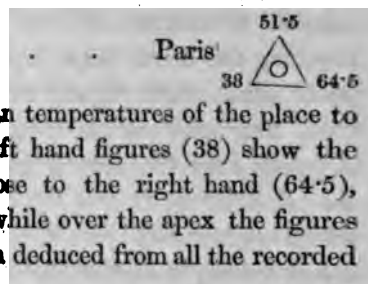 51·5
. . Paris
38 64·5
n temperatures of the place to
ft hand figures (38) show the
se to the right hand (64·5),
while over the apex the figures
deduced from all the recorded